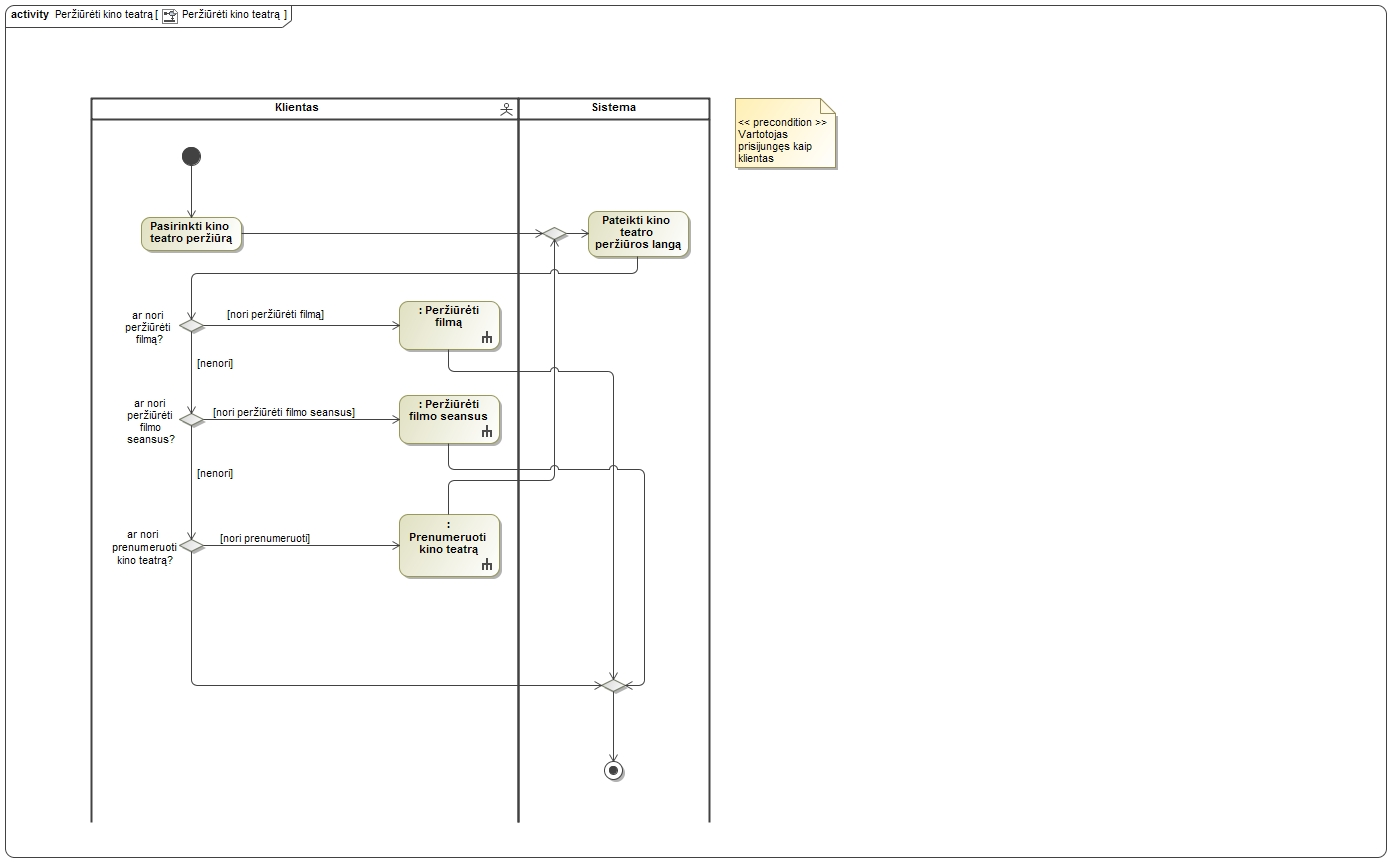 activity Peržiūrėti kino teatrą [ Peržiūrėti kino teatrą ]
Klientas
Sistema
<< precondition >>
Vartotojas
prisijungęs kaip
klientas
Pasirinkti kino
teatro peržiūrą
Pateikti kino
teatro
peržiūros langą
ar nori
peržiūrėti
filmą?
[nori peržiūrėti filmą]
: Peržiūrėti
filmą
[nenori]
ar nori
peržiūrėti
filmo
seansus?
[nori peržiūrėti filmo seansus]
: Peržiūrėti
filmo seansus
[nenori]
ar nori
prenumeruoti
kino teatrą?
[nori prenumeruoti]
:
Prenumeruoti
kino teatrą